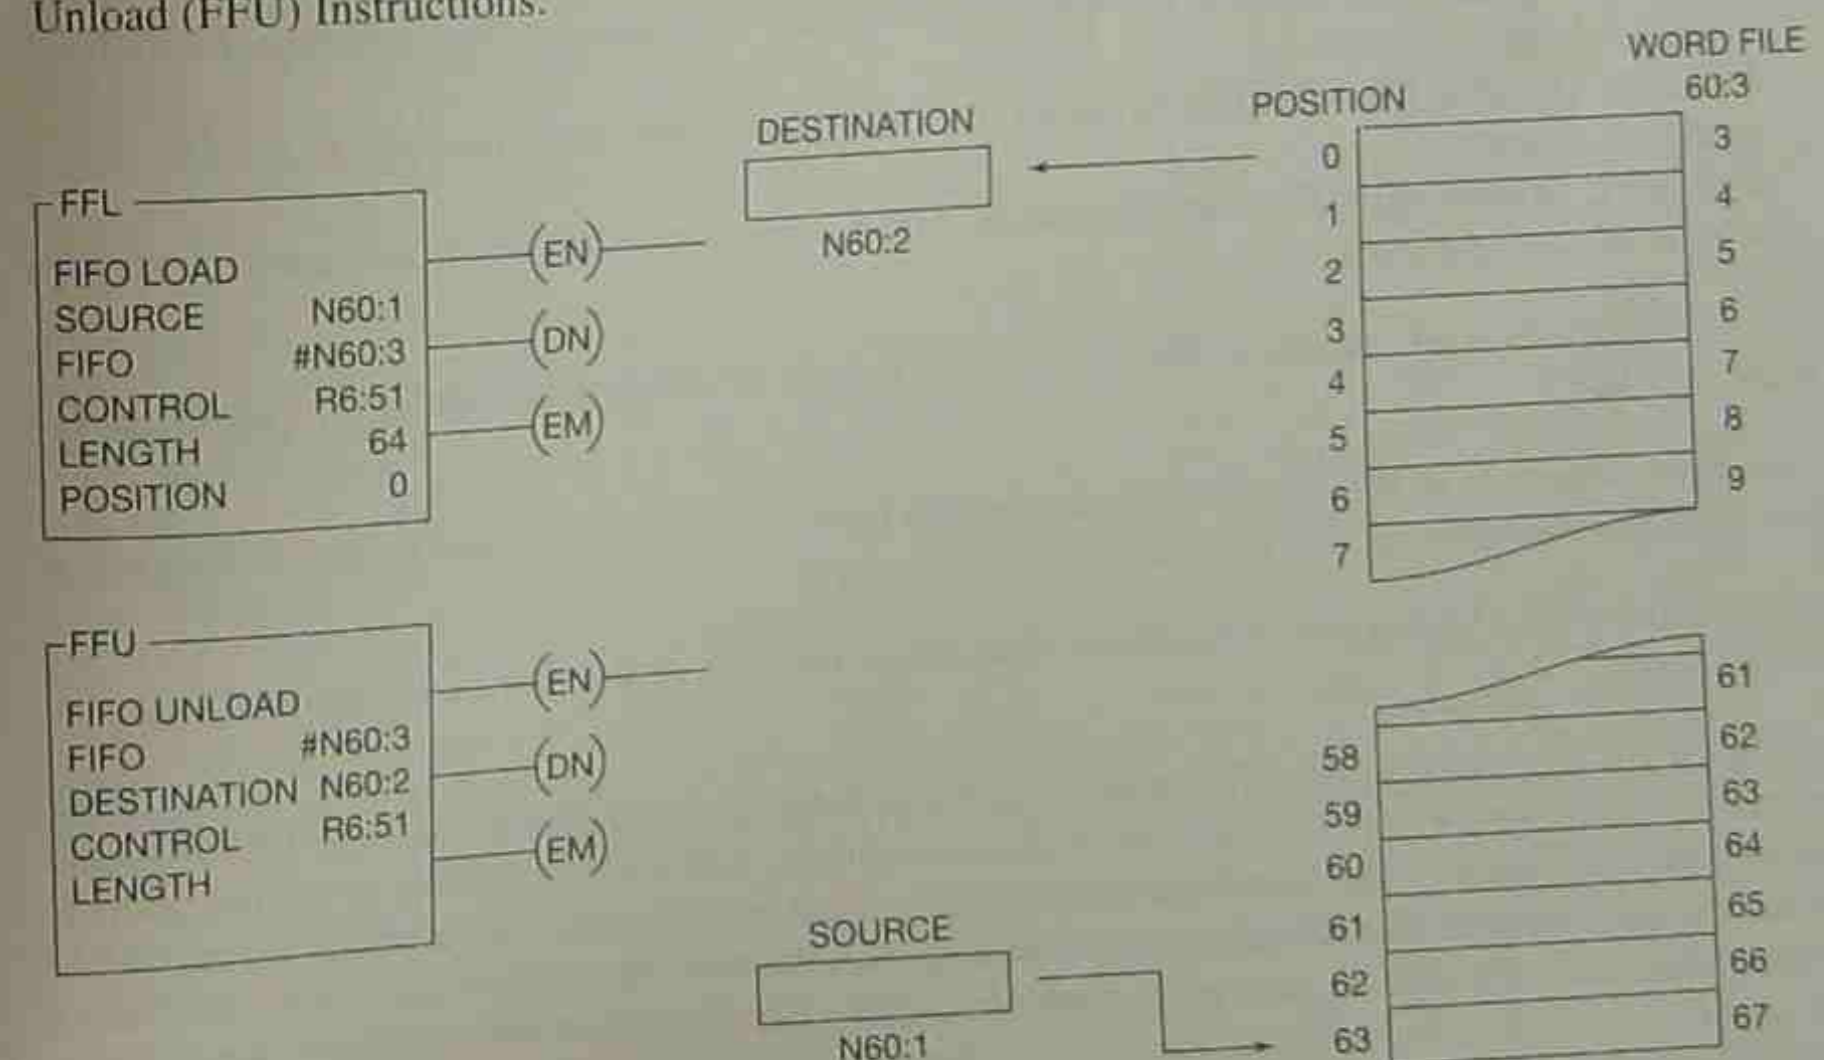 Unload (FFU) Instructions.
FFL
FIFO LOAD
SOURCE N60:1
FIFO #N60:3
CONTROL R6:51
LENGTH 64
POSITION 0
(EN)
(DN)
(EM)
DESTINATION
N60:2
WORD FILE
60:3
POSITION
0 3
1 4
2 5
3 6
4 7
5 8
6 9
7
FFU
FIFO UNLOAD
FIFO #N60:3
DESTINATION N60:2
CONTROL R6:51
LENGTH
(EN)
(DN)
(EM)
SOURCE
N60:1
61
58 62
59 63
60 64
61 65
62 66
63 67